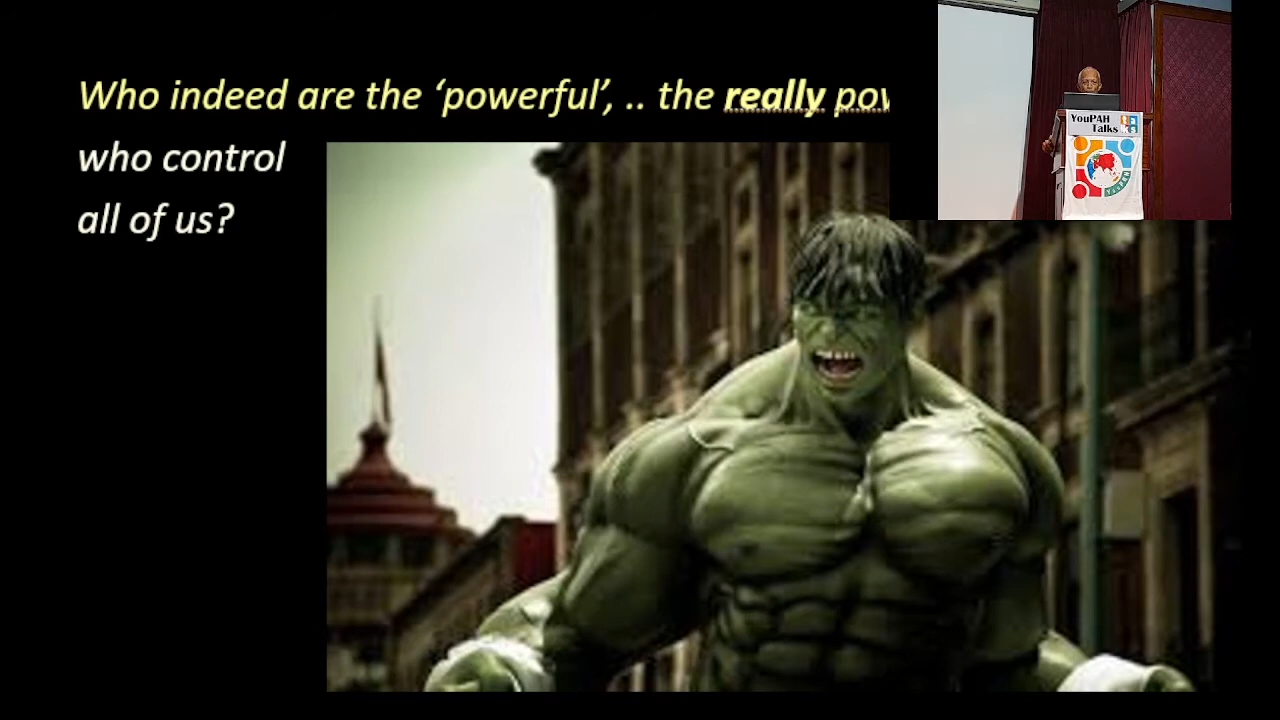 Who indeed are the ‘powerful’, .. the really
who control
all of us?
YouPAH
Talks